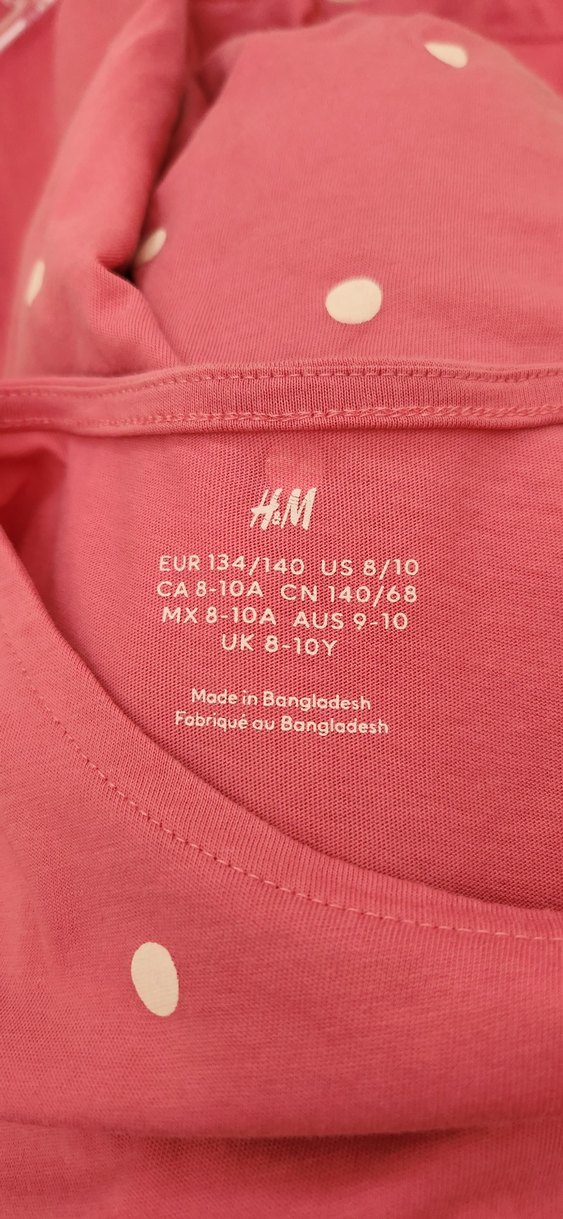 H&M
EUR 134/140 US 8/10
CA 8-10A CN 140/68
MX 8-10A AUS 9-10
UK 8-10Y
Made in Bangladesh
Fabriqué au Bangladesh